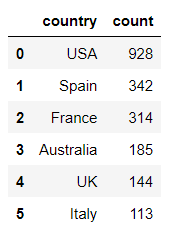 country count
0 USA 928
1 Spain 342
2 France 314
3 Australia 185
4 UK 144
5 Italy 113